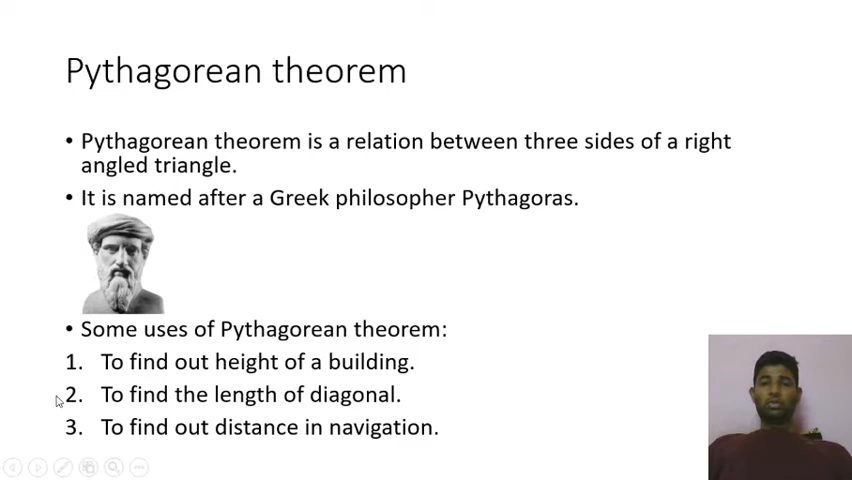 Pythagorean theorem
• Pythagorean theorem is a relation between three sides of a right
angled triangle.
• It is named after a Greek philosopher Pythagoras.
• Some uses of Pythagorean theorem:
1. To find out height of a building.
2. To find the length of diagonal.
3. To find out distance in navigation.